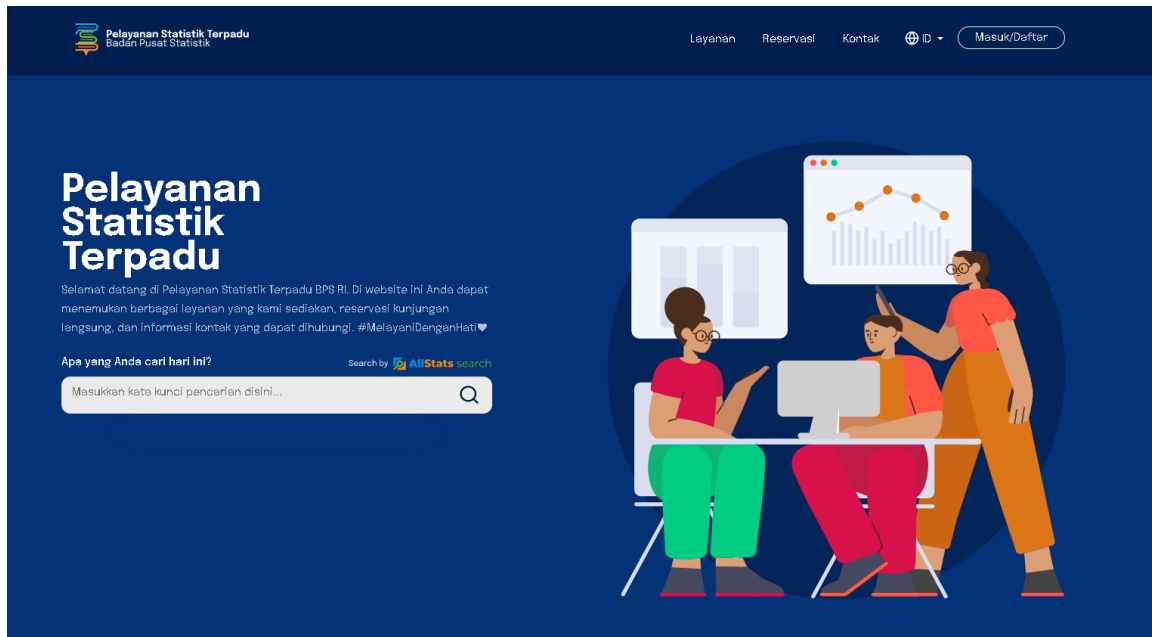 Pelayanan Statistik Terpadu
Badan Pusat Statistik
Layanan
Reservasi
Kontak
ID
Masuk/Daftar
Pelayanan
Statistik
Terpadu
Selamat datang di Pelayanan Statistik Terpadu BPS RI. Di website ini Anda dapat
menemukan berbagai layanan yang kami sediakan, reservasi kunjungan
langsung, dan informasi kontak yang dapat dihubungi. #MelayaniDenganHati🤍
Apa yang Anda cari hari ini?
Search by AllStats search
Masukkan kata kunci pencarian disini...